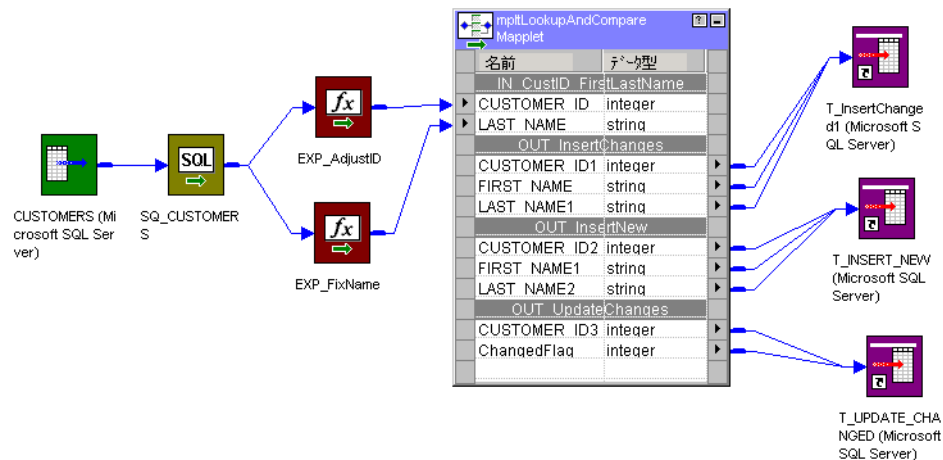 mpltLookupAndCompare
Mapplet
名前 データ型
IN_CustID_FirstLastName
CUSTOMER_ID integer
LAST_NAME string
OUT_InsertChanges
CUSTOMER_ID1 integer
FIRST_NAME string
LAST_NAME1 string
OUT_InsertNew
CUSTOMER_ID2 integer
FIRST_NAME1 string
LAST_NAME2 string
OUT_UpdateChanges
CUSTOMER_ID3 integer
ChangedFlag integer
CUSTOMERS (Mi
crosoft SQL Ser
ver)
SQL
SQ_CUSTOMER
S
fx
EXP_AdjustID
fx
EXP_FixName
T_InsertChange
d1 (Microsoft S
QL Server)
T_INSERT_NEW
(Microsoft SQL
Server)
T_UPDATE_CHA
NGED (Microsoft
SQL Server)